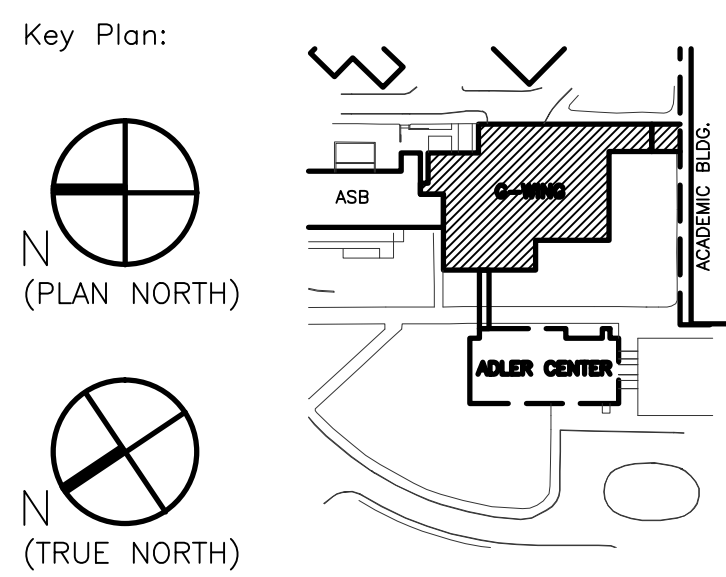 Key Plan:
N
(PLAN NORTH)
N
(TRUE NORTH)
ASB
G-WING
ACADEMIC BLDG.
ADLER CENTER